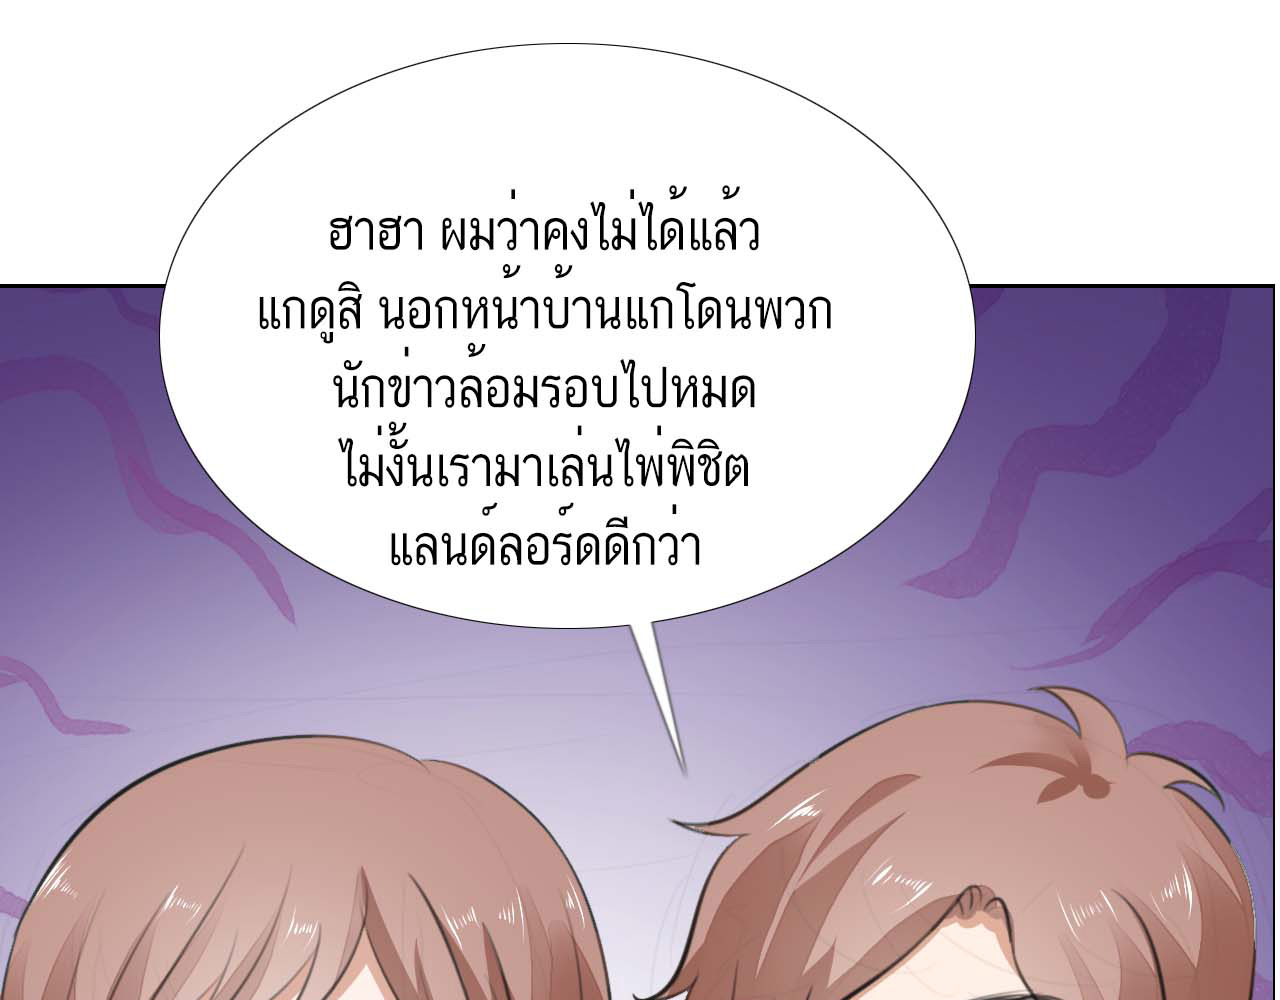 ฮาฮา ผมว่าคงไม่ได้แล้ว
แกดูสิ นอกหน้าบ้านแกโดนพวก
นักข่าวล้อมรอบไปหมด
ไม่งั้นเรามาเล่นไพ่พิชิต
แลนด์ลอร์ดดีกว่า